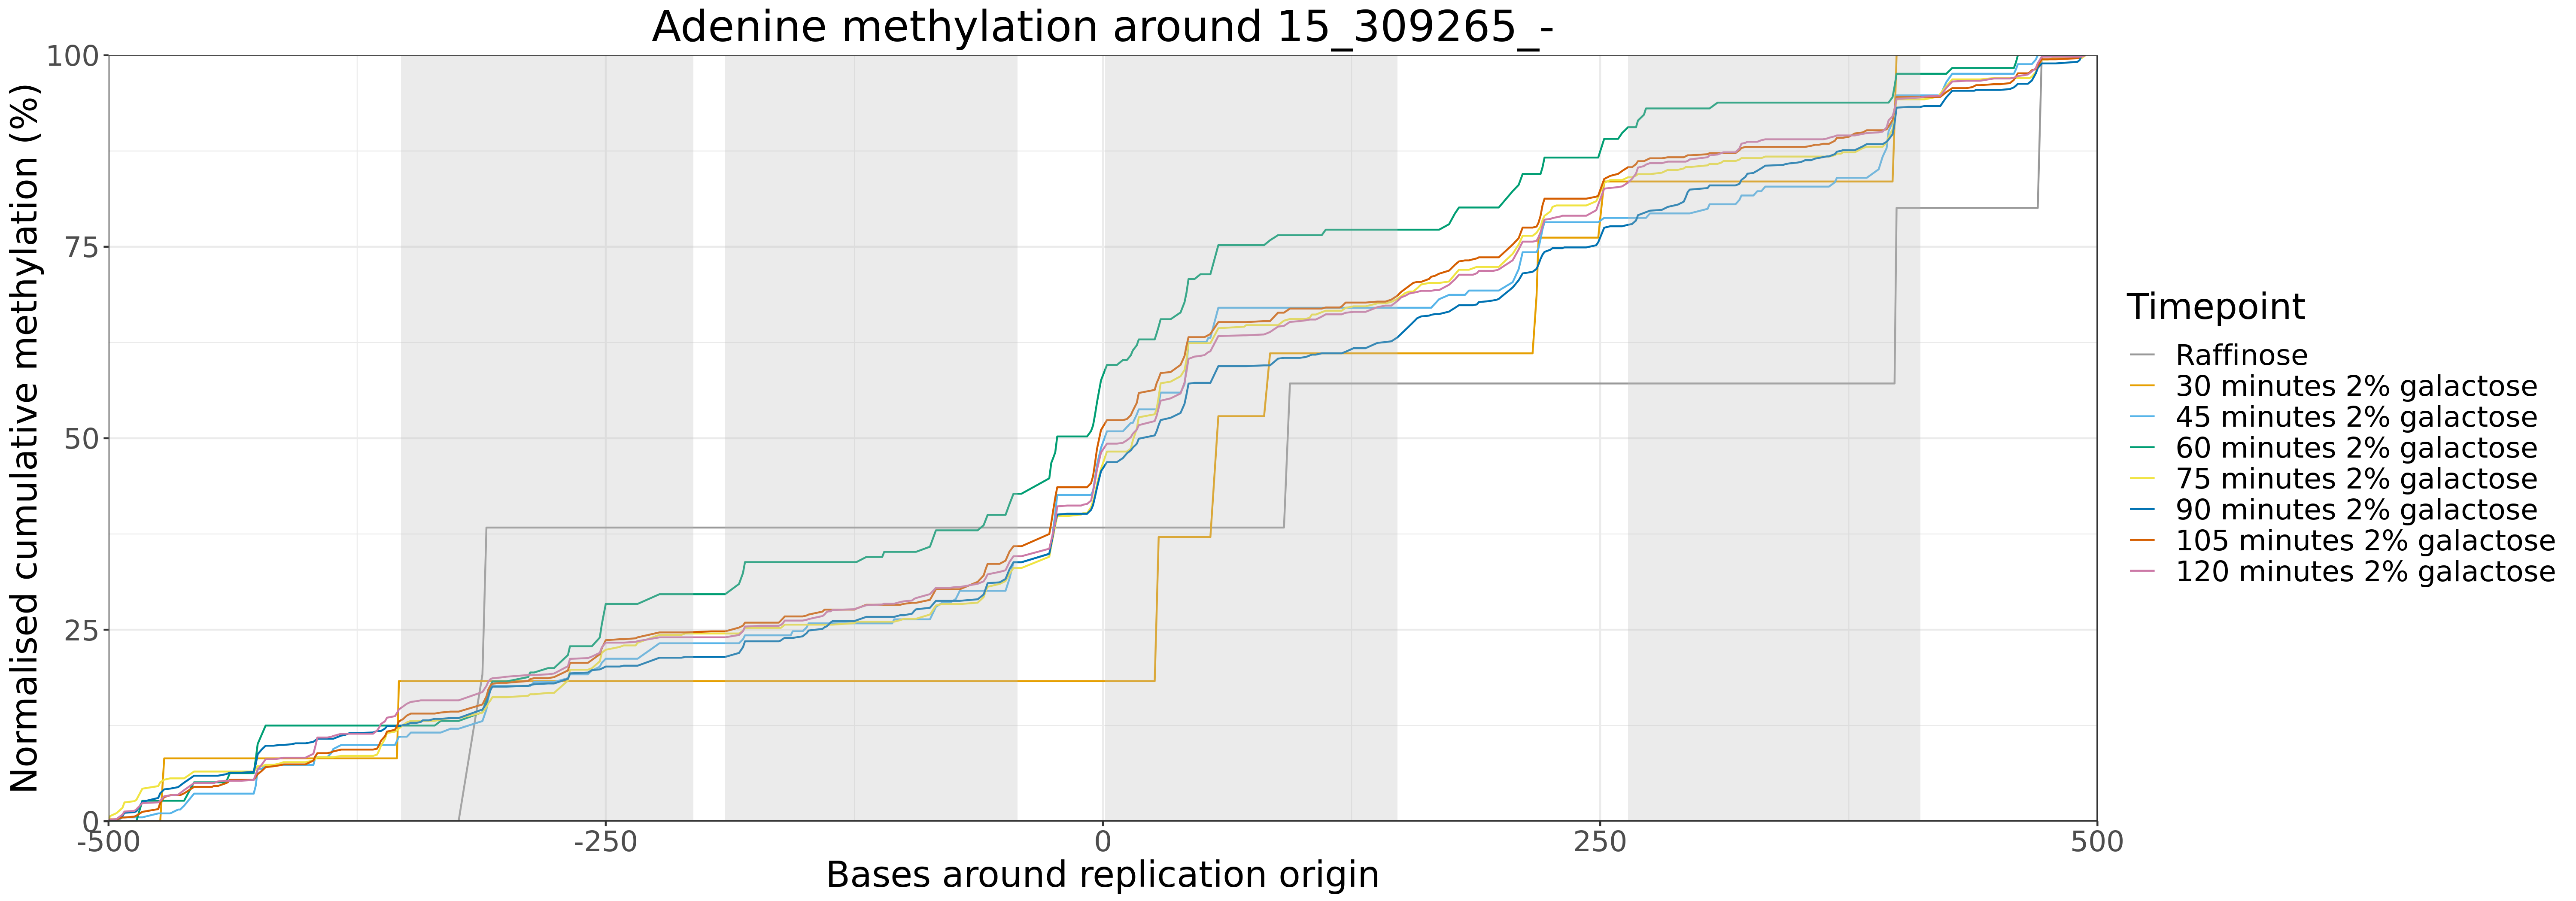 Adenine methylation around 15_309265_-
Normalised cumulative methylation (%)
100
75
50
25
0
-500
-250
0
250
500
Bases around replication origin
Timepoint
Raffinose
30 minutes 2% galactose
45 minutes 2% galactose
60 minutes 2% galactose
75 minutes 2% galactose
90 minutes 2% galactose
105 minutes 2% galactose
120 minutes 2% galactose